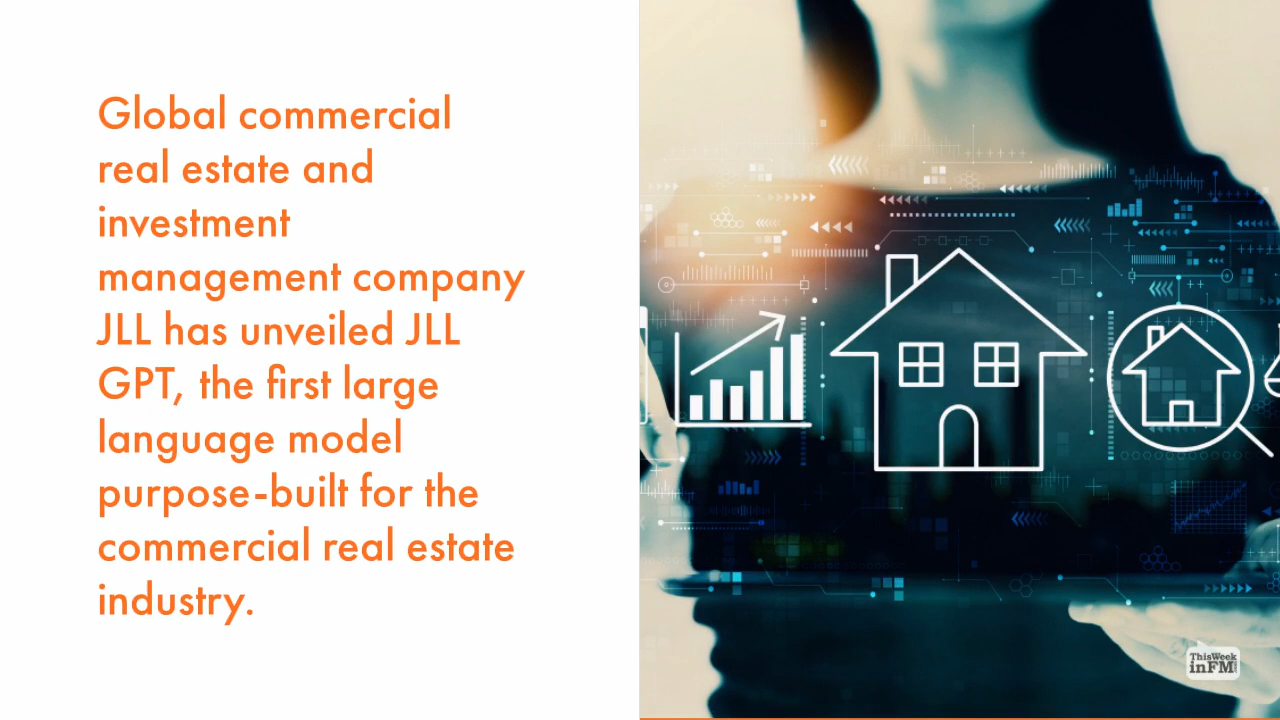 Global commercial
real estate and
investment
management company
JLL has unveiled JLL
GPT, the first large
language model
purpose-built for the
commercial real estate
industry.
ThisWeek
inFM